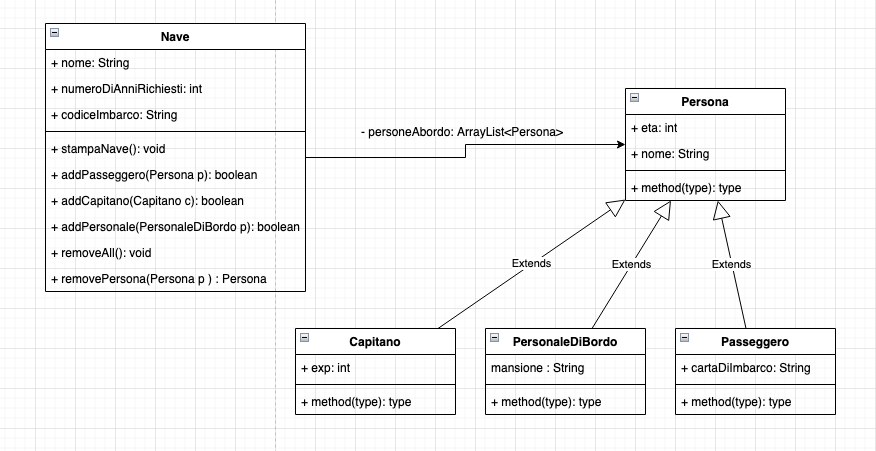 Nave
+ nome: String
+ numeroDiAnniRichiesti: int
+ codiceImbarco: String
+ stampaNave(): void
+ addPasseggero(Persona p): boolean
+ addCapitano(Capitano c): boolean
+ addPersonale(PersonaleDiBordo p): boolean
+ removeAll(): void
+ removePersona(Persona p ) : Persona
- personeAbordo: ArrayList<Persona>
Persona
+ eta: int
+ nome: String
+ method(type): type
Extends
Extends
Extends
Capitano
+ exp: int
+ method(type): type
PersonaleDiBordo
mansione : String
+ method(type): type
Passeggero
+ cartaDiImbarco: String
+ method(type): type